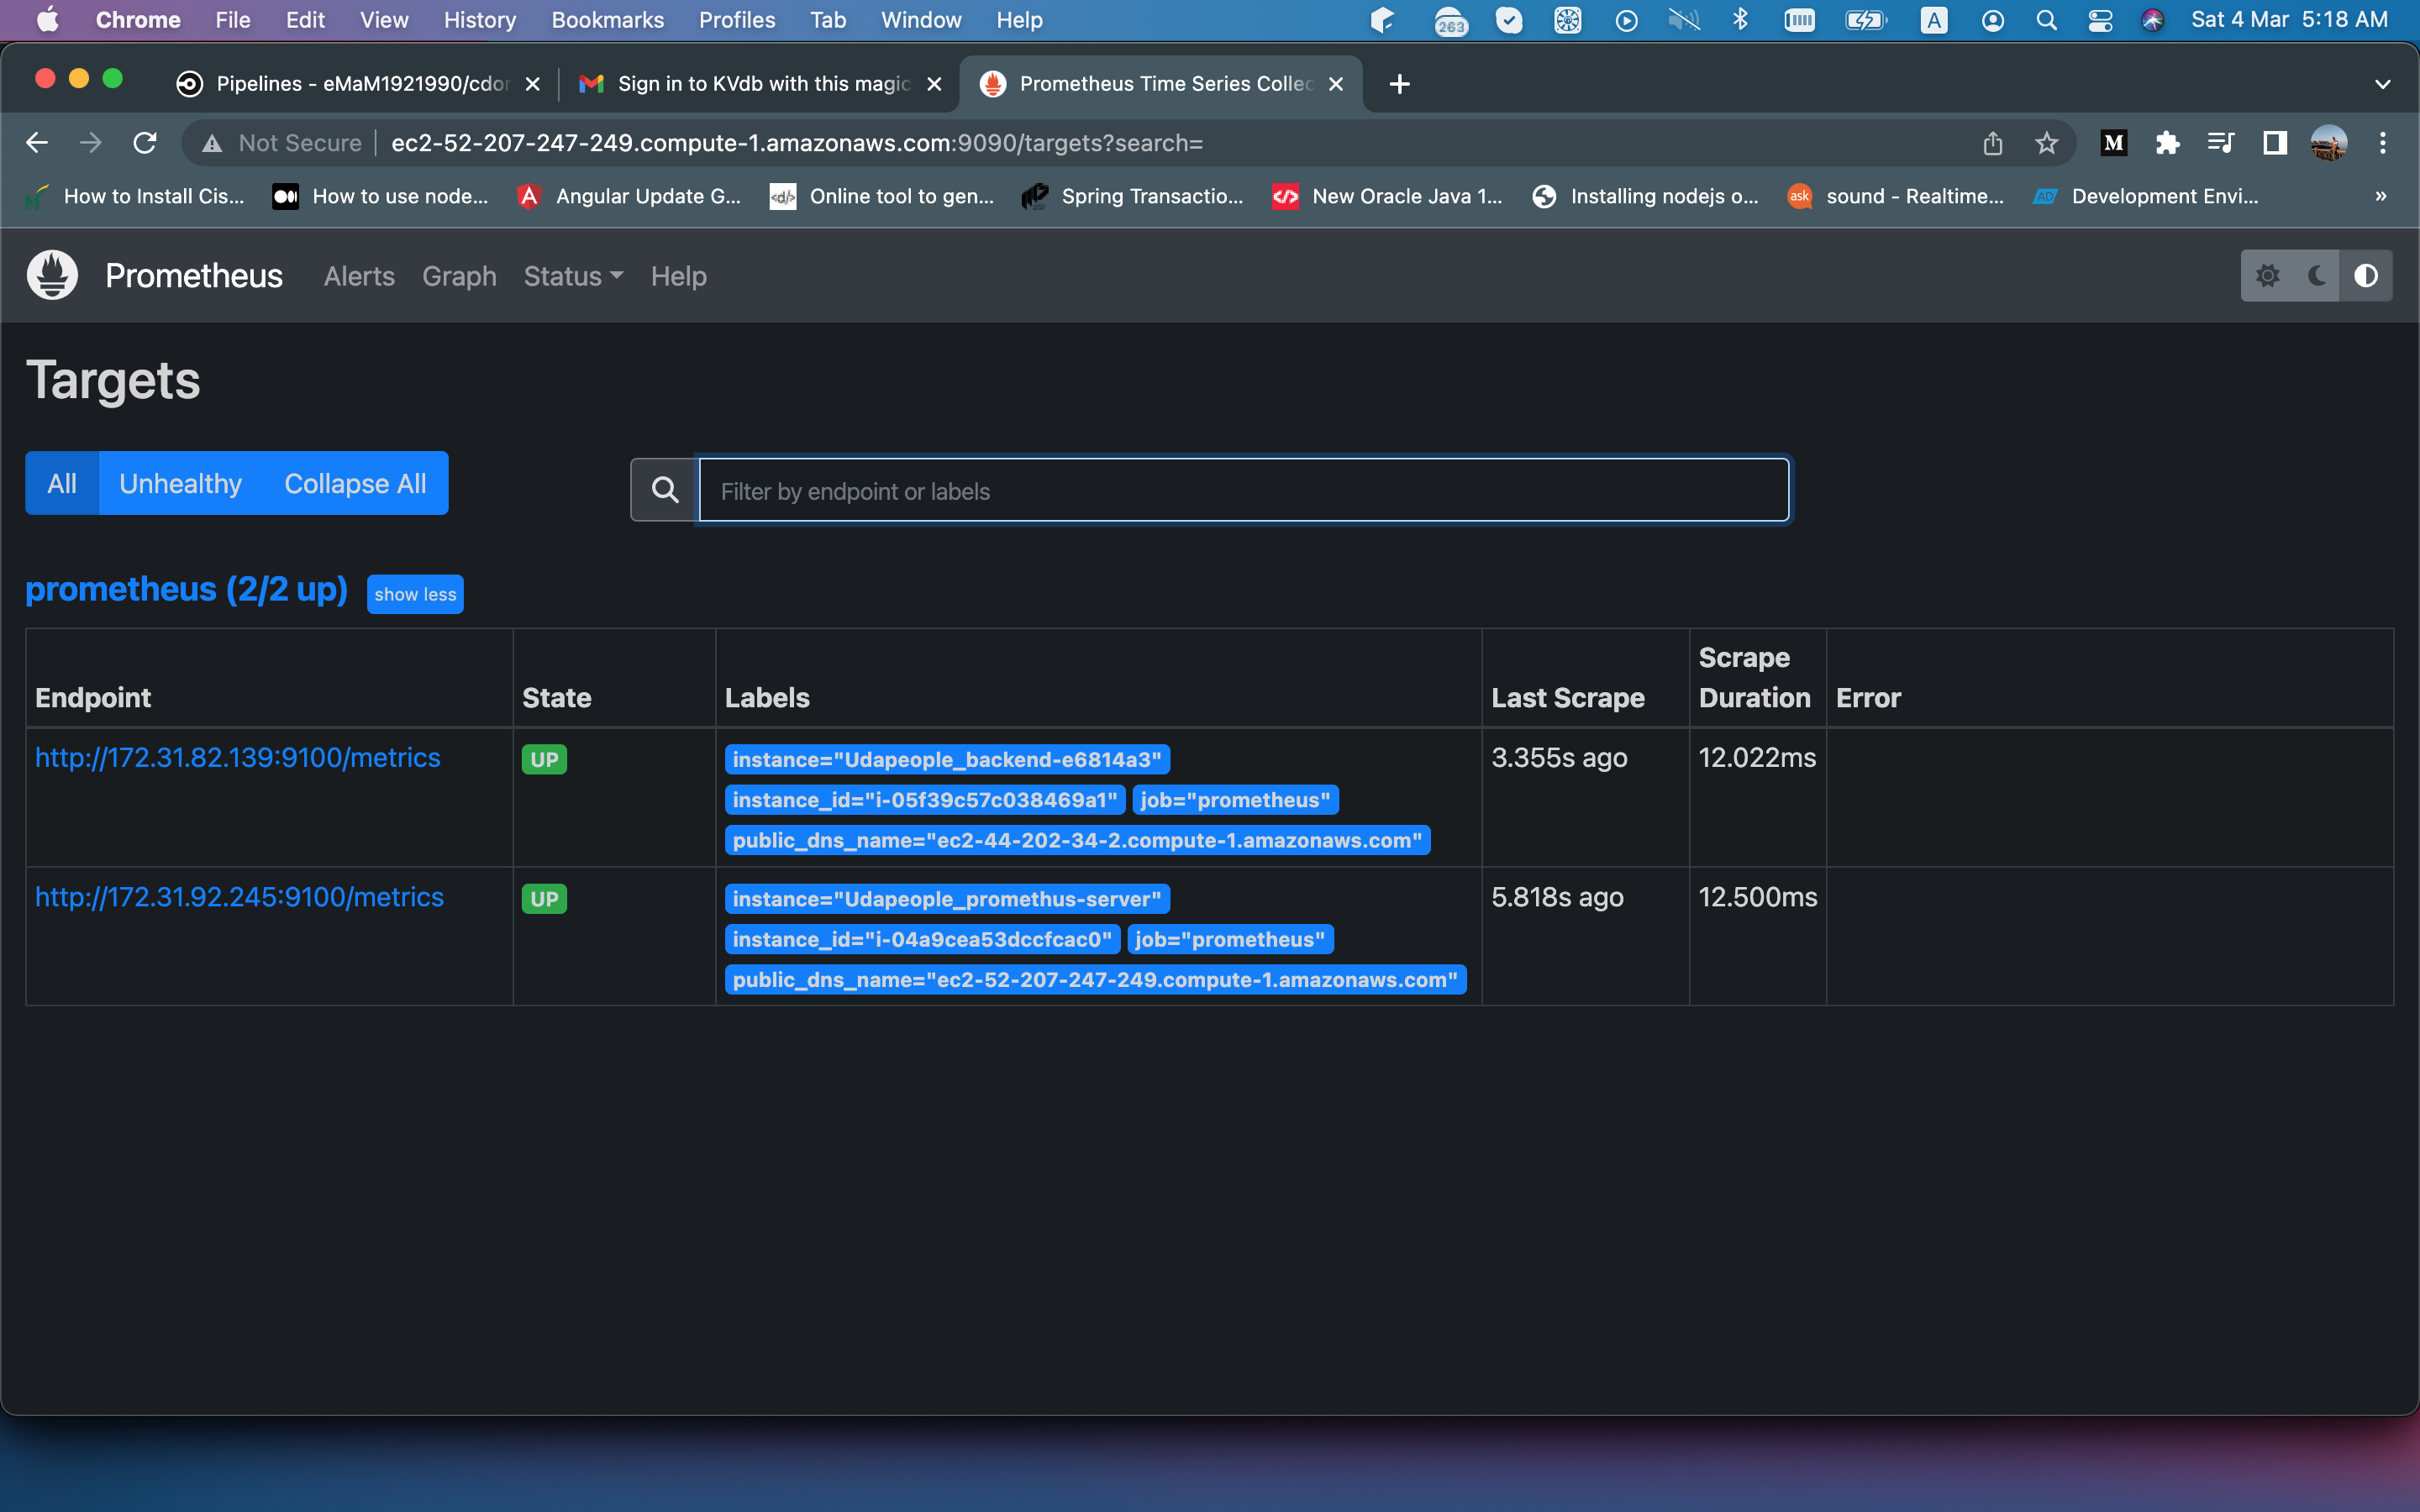 Chrome File Edit View History Bookmarks Profiles Tab Window Help 263 A Sat 4 Mar 5:18 AM
Pipelines - eMaM1921990/cdor Sign in to KVdb with this magic Prometheus Time Series Collec
Not Secure ec2-52-207-247-249.compute-1.amazonaws.com:9090/targets?search= M
How to Install Cis... How to use node... Angular Update G... Online tool to gen... Spring Transactio... New Oracle Java 1... Installing nodejs o... ask sound - Realtime... AD Development Envi... »
Prometheus Alerts Graph Status Help
Targets
All Unhealthy Collapse All Filter by endpoint or labels
prometheus (2/2 up) show less
Endpoint State Labels Last Scrape Scrape Duration Error
http://172.31.82.139:9100/metrics UP instance="Udapeople_backend-e6814a3" 3.355s ago 12.022ms
instance_id="i-05f39c57c038469a1" job="prometheus"
public_dns_name="ec2-44-202-34-2.compute-1.amazonaws.com"
http://172.31.92.245:9100/metrics UP instance="Udapeople_promethus-server" 5.818s ago 12.500ms
instance_id="i-04a9cea53dccfcac0" job="prometheus"
public_dns_name="ec2-52-207-247-249.compute-1.amazonaws.com"